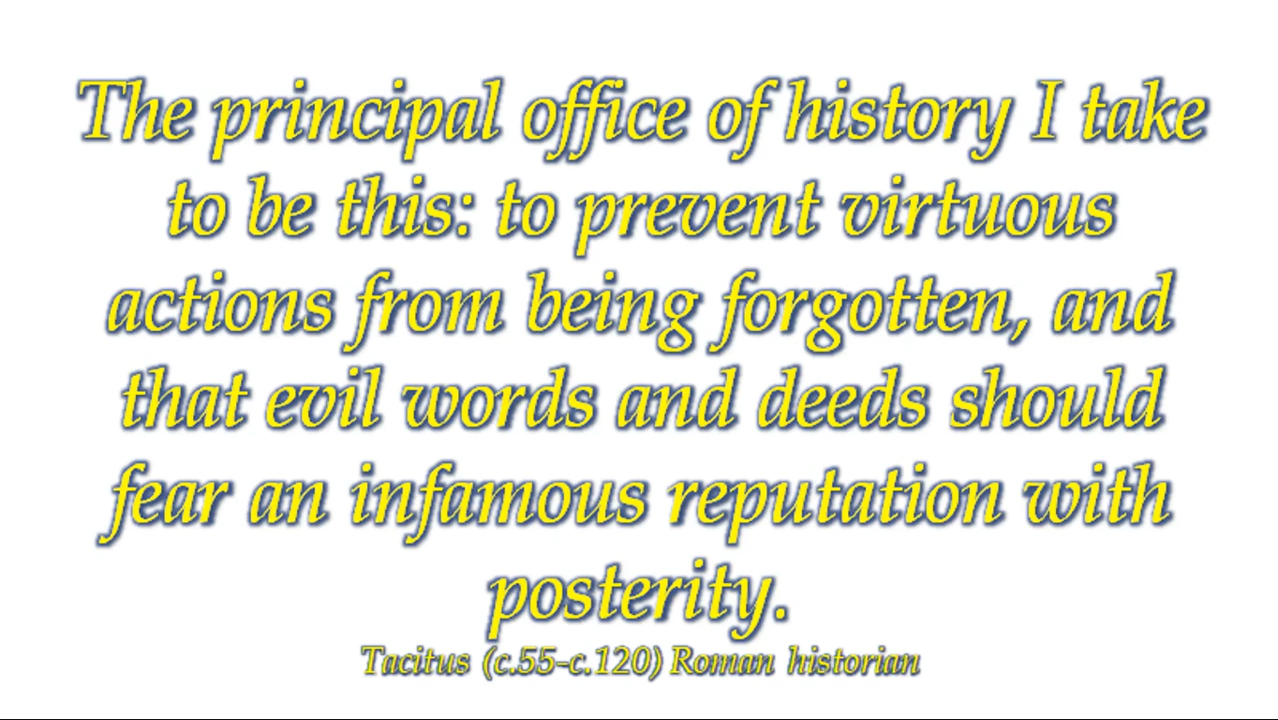 The principal office of history I take
to be this: to prevent virtuous
actions from being forgotten, and
that evil words and deeds should
fear an infamous reputation with
posterity.
Tacitus (c.55-c.120) Roman historian